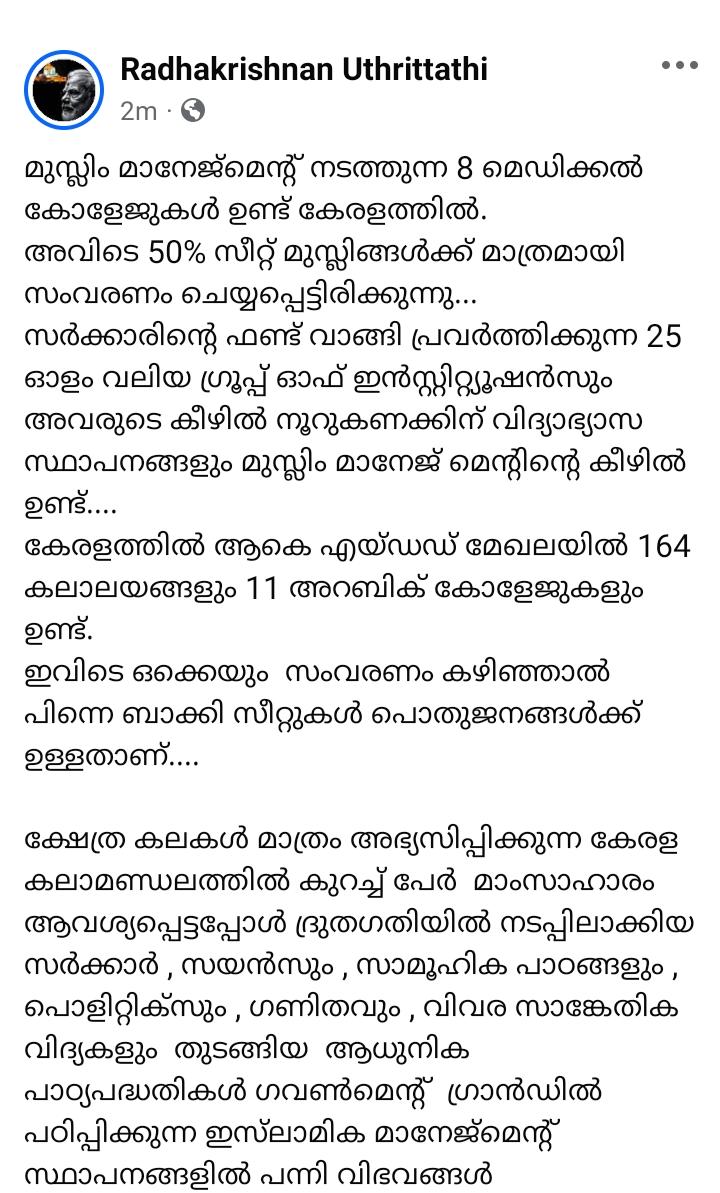 Radhakrishnan Uthrittathi
2m ·
മുസ്ലിം മാനേജ്മെന്റ് നടത്തുന്ന 8 മെഡിക്കൽ
കോളേജുകൾ ഉണ്ട് കേരളത്തിൽ.
അവിടെ 50% സീറ്റ് മുസ്ലിങ്ങൾക്ക് മാത്രമായി
സംവരണം ചെയ്യപ്പെട്ടിരിക്കുന്നു...
സർക്കാരിന്റെ ഫണ്ട് വാങ്ങി പ്രവർത്തിക്കുന്ന 25
ഓളം വലിയ ഗ്രൂപ്പ് ഓഫ് ഇൻസ്റ്റിറ്റ്യൂഷൻസും
അവരുടെ കീഴിൽ നൂറുകണക്കിന് വിദ്യാഭ്യാസ
സ്ഥാപനങ്ങളും മുസ്ലിം മാനേജ് മെന്റിന്റെ കീഴിൽ
ഉണ്ട്....
കേരളത്തിൽ ആകെ എയ്ഡഡ് മേഖലയിൽ 164
കലാലയങ്ങളും 11 അറബിക് കോളേജുകളും
ഉണ്ട്.
ഇവിടെ ഒക്കെയും  സംവരണം കഴിഞ്ഞാൽ
പിന്നെ ബാക്കി സീറ്റുകൾ പൊതുജനങ്ങൾക്ക്
ഉള്ളതാണ്....
ക്ഷേത്ര കലകൾ മാത്രം അഭ്യസിപ്പിക്കുന്ന കേരള
കലാമണ്ഡലത്തിൽ കുറച്ച് പേർ  മാംസാഹാരം
ആവശ്യപ്പെട്ടപ്പോൾ ദ്രുതഗതിയിൽ നടപ്പിലാക്കിയ
സർക്കാർ , സയൻസും , സാമൂഹിക പാഠങ്ങളും ,
പൊളിറ്റിക്സും , ഗണിതവും , വിവര സാങ്കേതിക
വിദ്യകളും  തുടങ്ങിയ  ആധുനിക
പാഠ്യപദ്ധതികൾ ഗവൺമെന്റ്  ഗ്രാൻഡിൽ
പഠിപ്പിക്കുന്ന ഇസ്‌ലാമിക മാനേജ്മെന്റ്
സ്ഥാപനങ്ങളിൽ പന്നി വിഭവങ്ങൾ